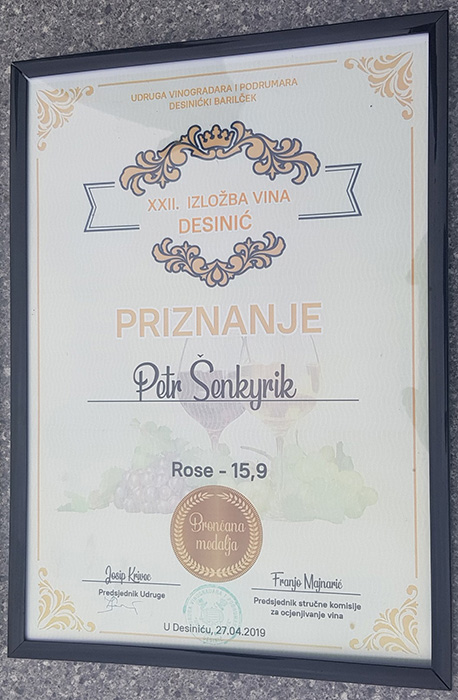 UDRUGA VINOGRADARA I PODRUMARA
DESINIĆKI BARILČEK
XXII. IZLOŽBA VINA
DESINIĆ
PRIZNANJE
Petr Šenkyrik
Rose - 15,9
Brončana
medalja
Josip Krivec
Predsjednik Udruge
Franjo Majnarić
Predsjednik stručne komisije
za ocjenjivanje vina
U Desiniću, 27.04.2019